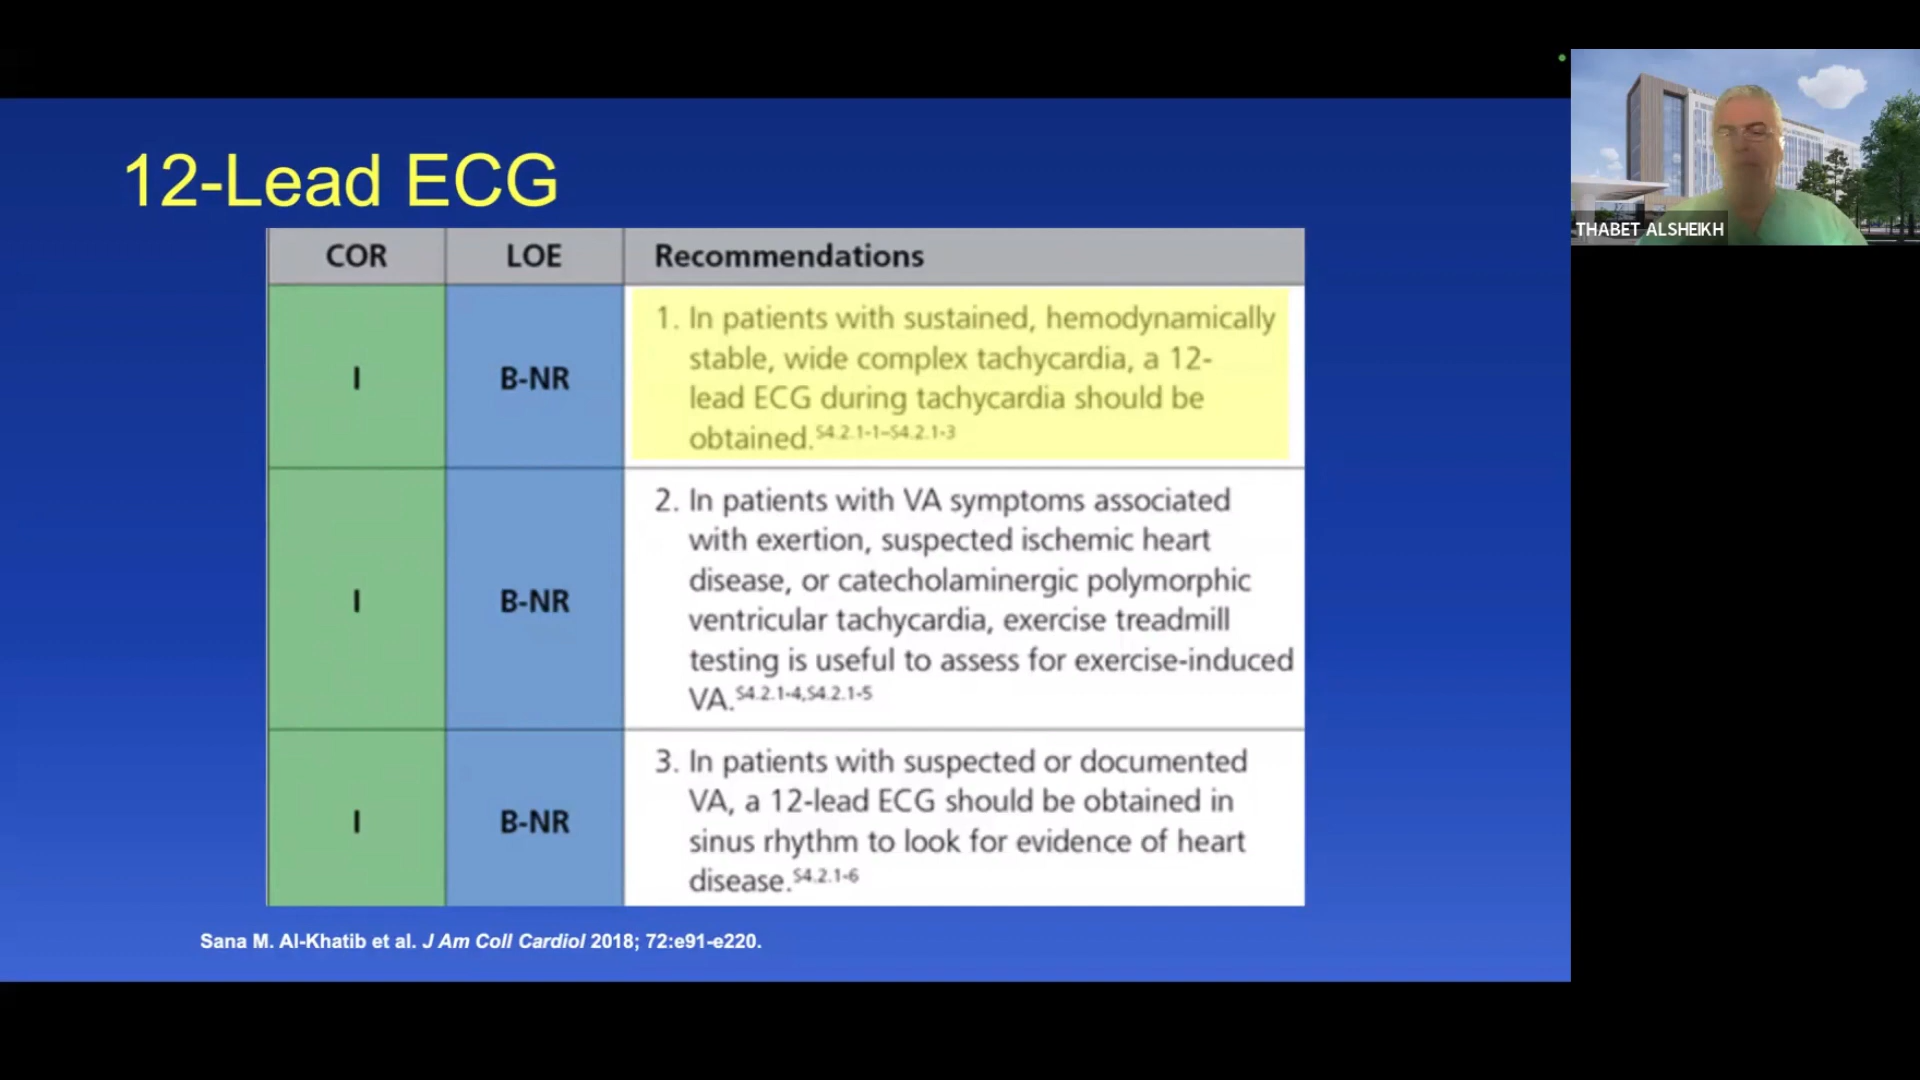 THABET ALSHEIKH
12-Lead ECG
COR LOE Recommendations
I B-NR 1. In patients with sustained, hemodynamically
stable, wide complex tachycardia, a 12-
lead ECG during tachycardia should be
obtained.S4.2.1-1–S4.2.1-3
I B-NR 2. In patients with VA symptoms associated
with exertion, suspected ischemic heart
disease, or catecholaminergic polymorphic
ventricular tachycardia, exercise treadmill
testing is useful to assess for exercise-induced
VA.S4.2.1-4,S4.2.1-5
I B-NR 3. In patients with suspected or documented
VA, a 12-lead ECG should be obtained in
sinus rhythm to look for evidence of heart
disease.S4.2.1-6
Sana M. Al-Khatib et al. J Am Coll Cardiol 2018; 72:e91-e220.